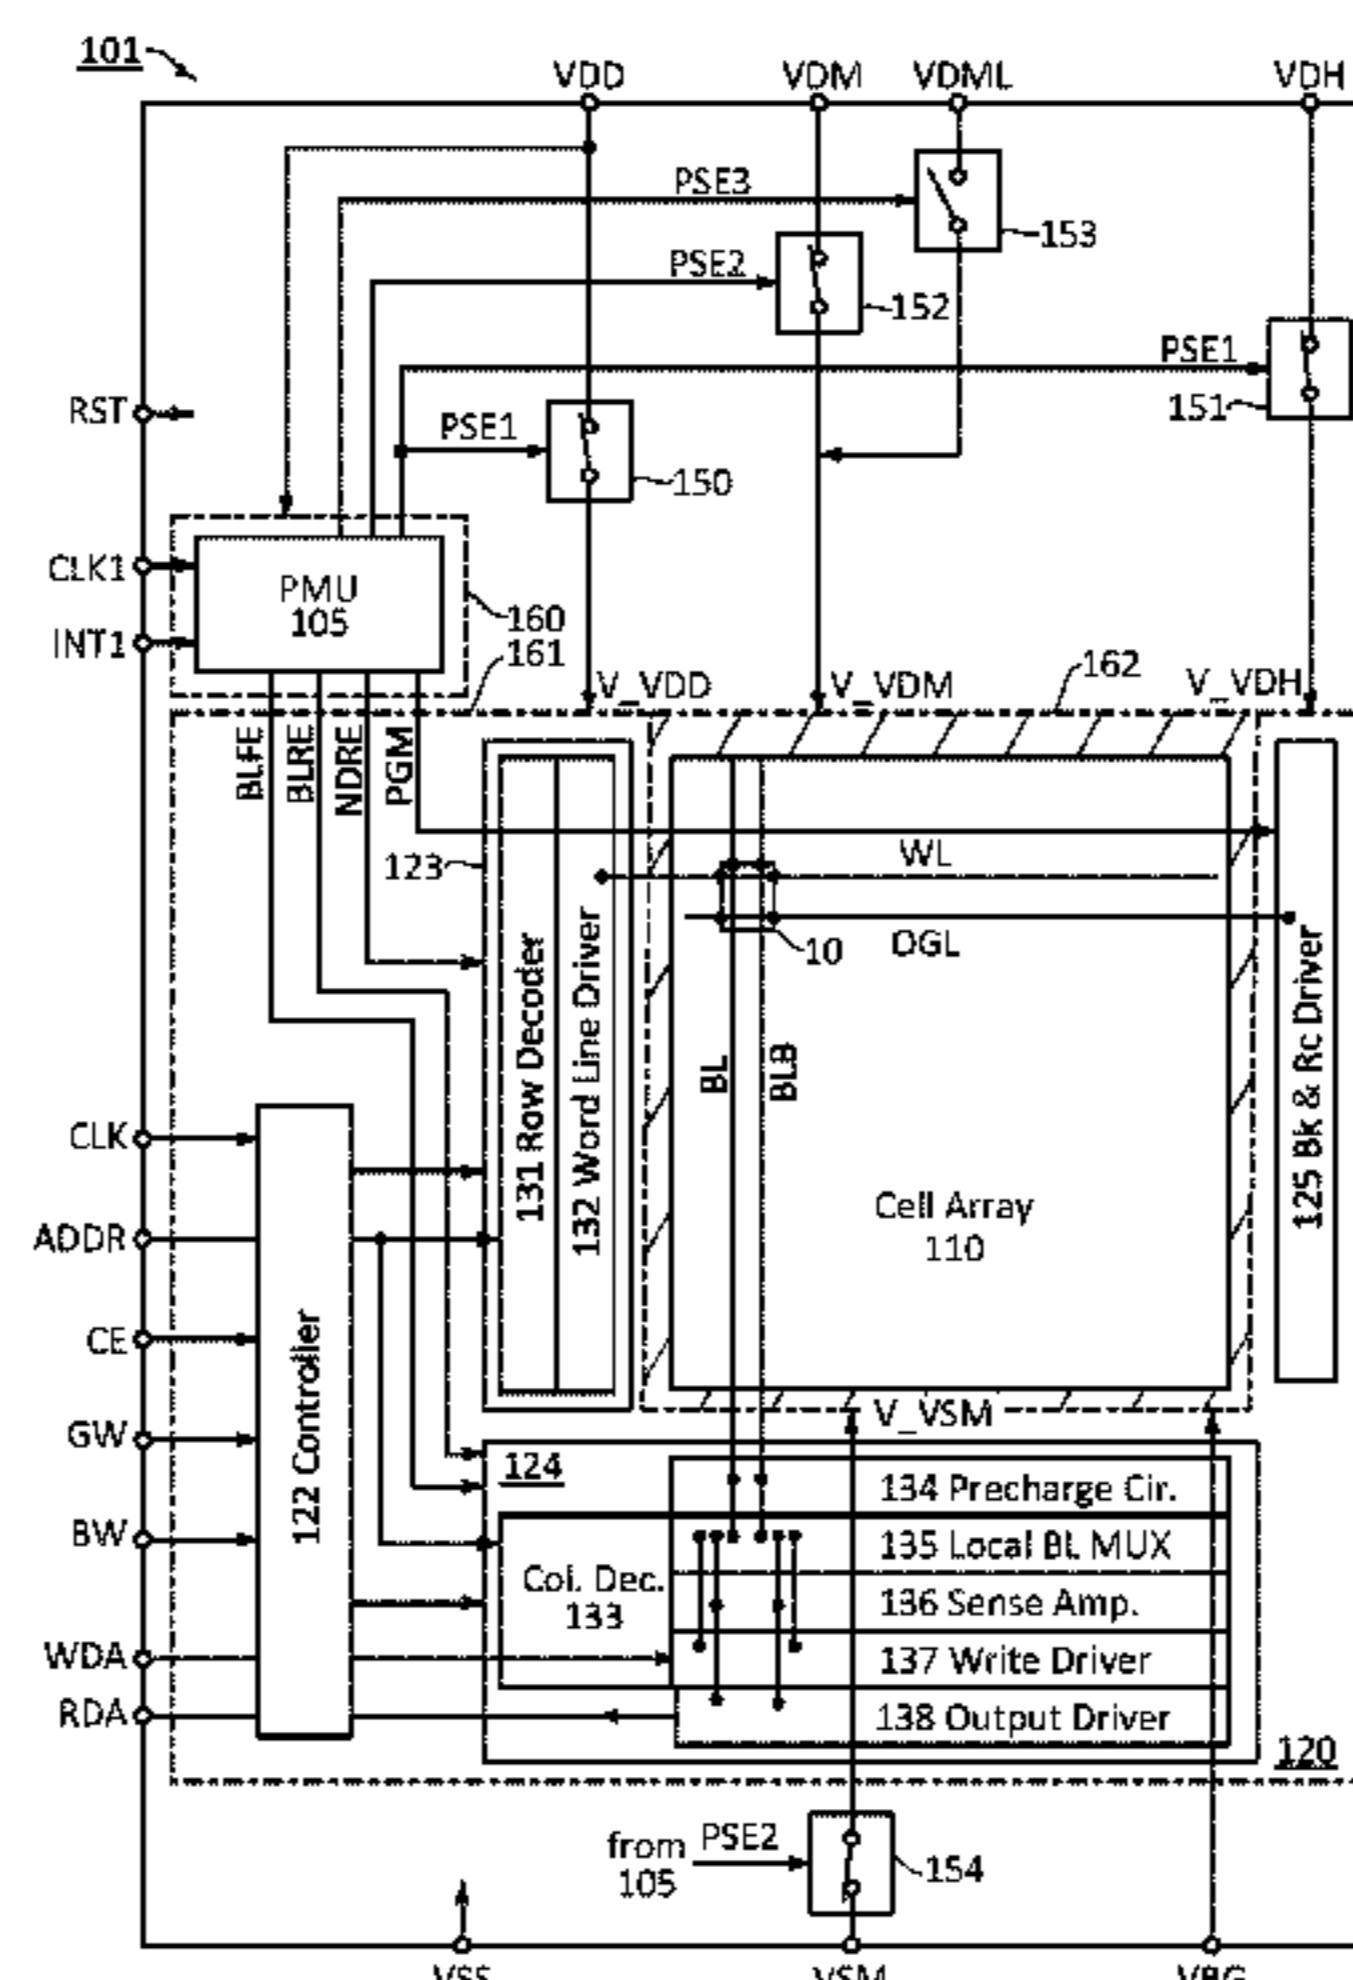 101
VDD
VDM
VDML
VDH
PSE3
153
PSE2
152
PSE1
151
RST
PSE1
150
CLK1
PMU
105
INT1
160
161
162
V_VDD
V_VDM
V_VDH
BLFE
BLRE
NDRE
PGM
123
WL
10
OGL
131 Row Decoder
132 Word Line Driver
BL
BLB
125 Bk & Rc Driver
CLK
ADDR
Cell Array
110
CE
122 Controller
GW
V_VSM
124
134 Precharge Cir.
BW
135 Local BL MUX
Col. Dec.
133
136 Sense Amp.
WDA
137 Write Driver
RDA
138 Output Driver
120
from
105
PSE2
154
VSS
VSM
VBG